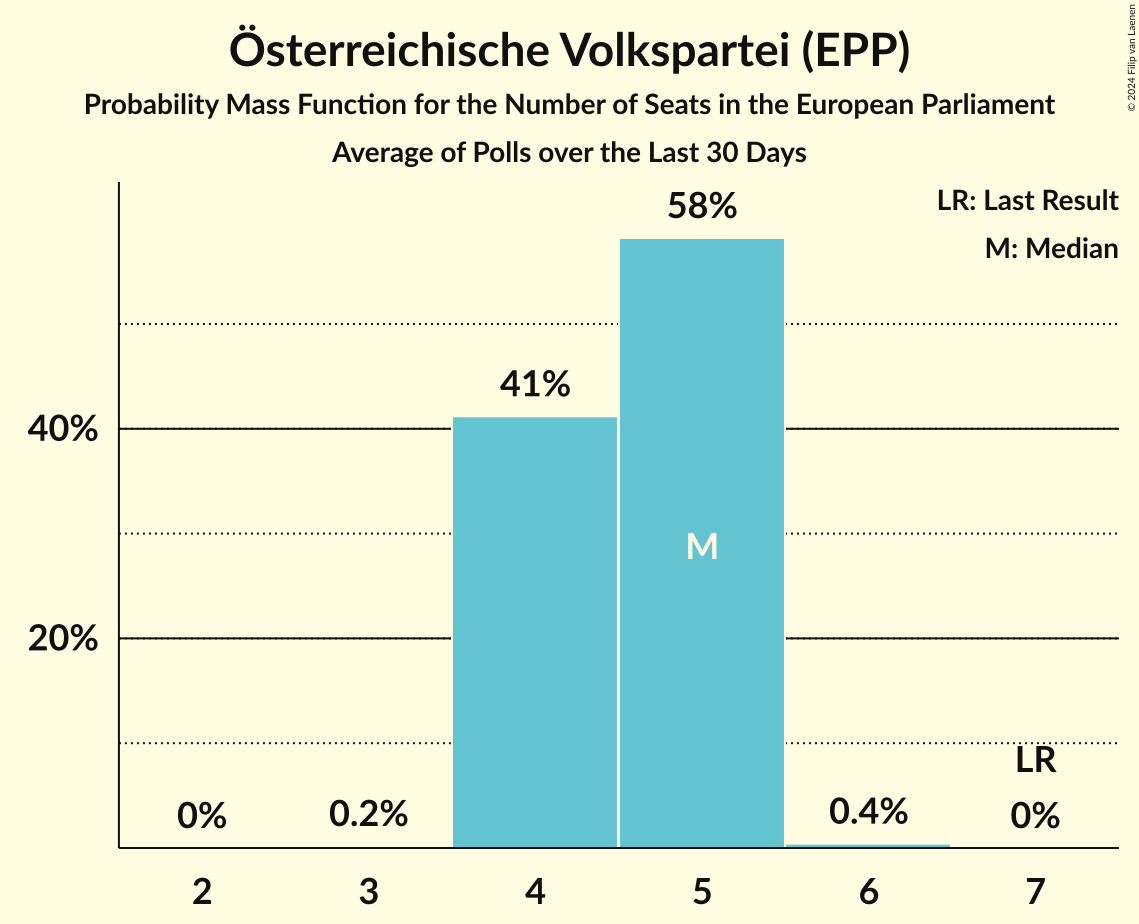 Österreichische Volkspartei (EPP)
Probability Mass Function for the Number of Seats in the European Parliament
Average of Polls over the Last 30 Days
© 2024 Filip van Laenen
LR: Last Result
M: Median
58%
41%
40%
M
20%
LR
0%
0.2%
0.4%
0%
2
3
4
5
6
7